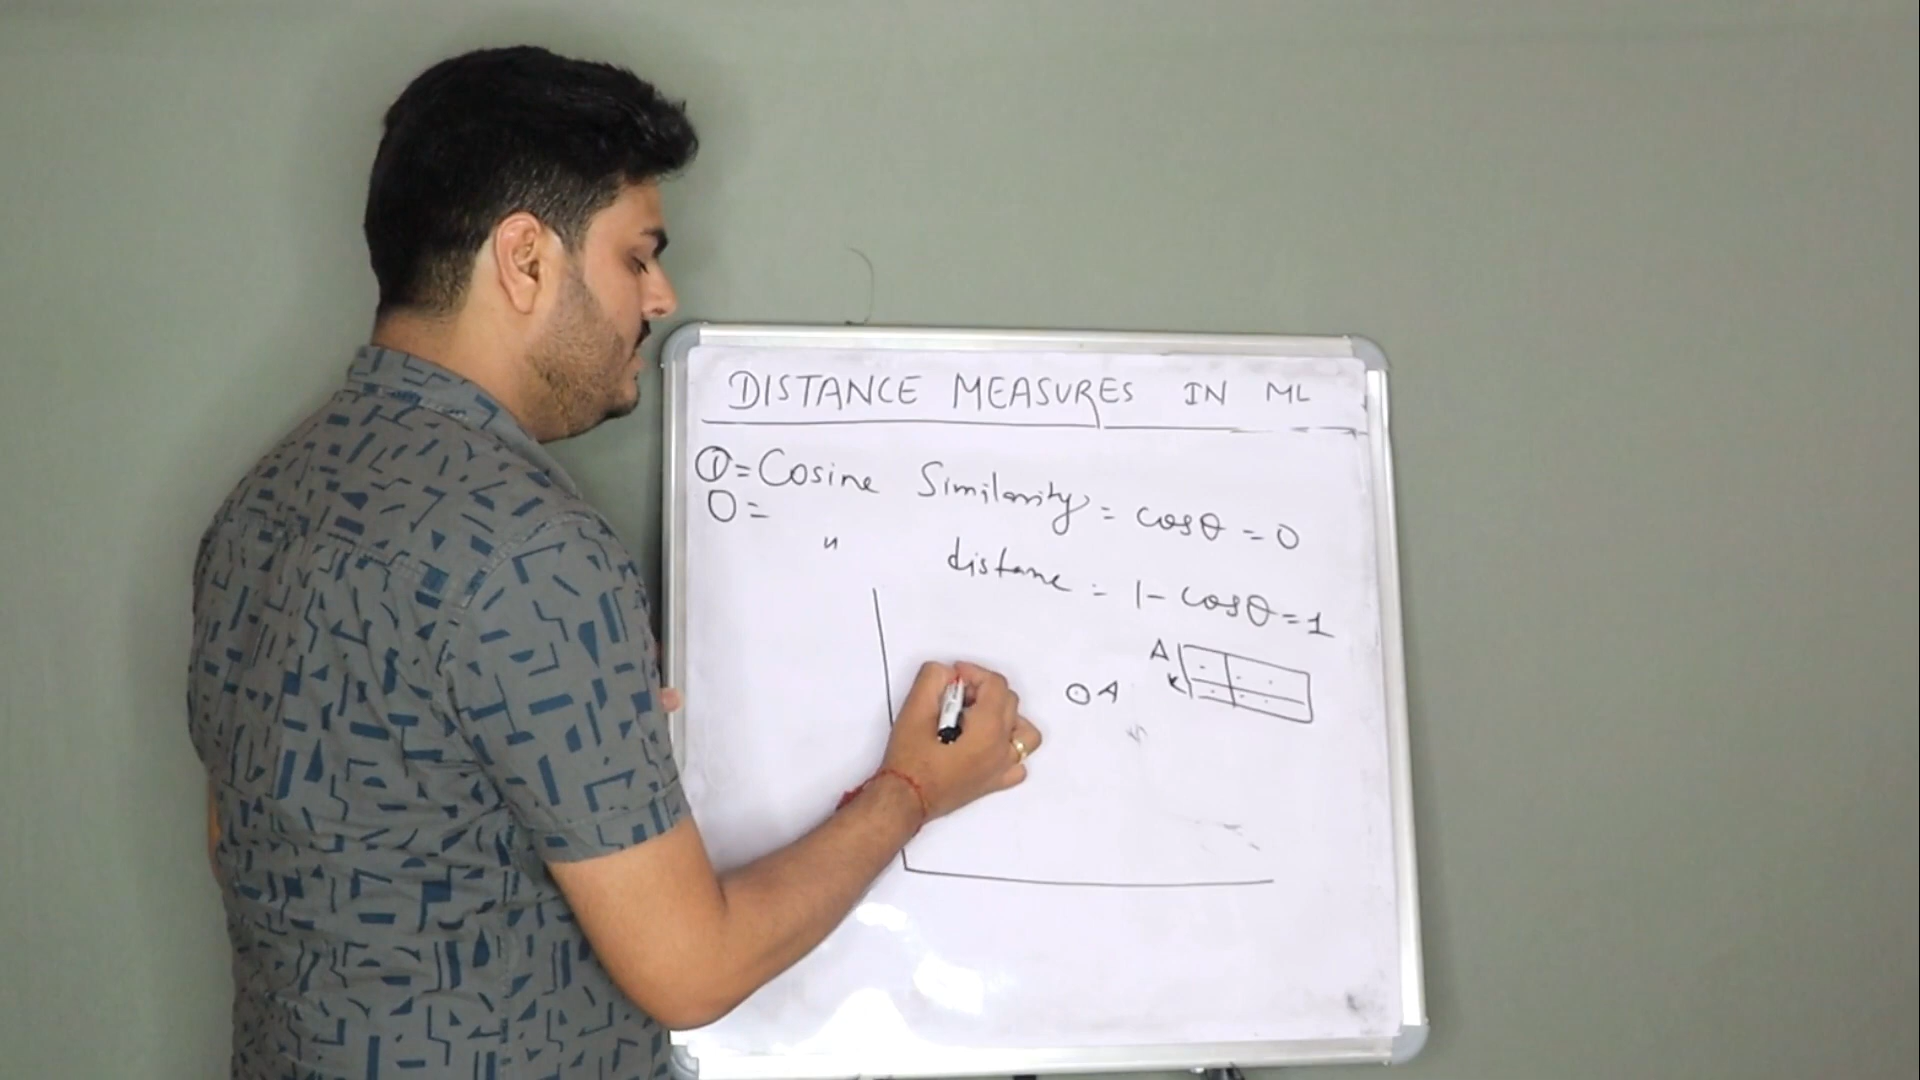 DISTANCE MEASURES IN ML
① = Cosine Similarity = cosθ = 0
0 =
" distance = 1 - cosθ = 1
A
A
K